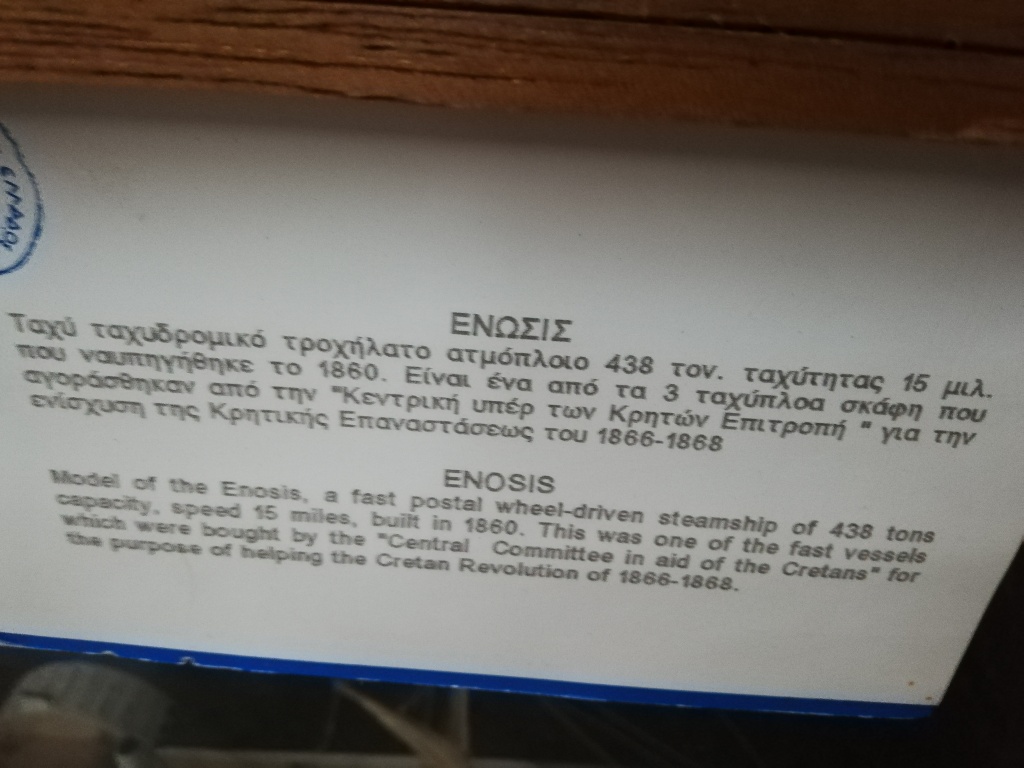 ΕΝΩΣΙΣ
Ταχύ ταχυδρομικό τροχήλατο ατμόπλοιο 438 τον. ταχύτητας 15 μιλ.
που ναυπηγήθηκε το 1860. Είναι ένα από τα 3 ταχύπλοα σκάφη που
αγοράσθηκαν από την "Κεντρική υπέρ των Κρητών Επιτροπή " για την
ενίσχυση της Κρητικής Επαναστάσεως του 1866-1868
ENOSIS
Model of the Enosis, a fast postal wheel-driven steamship of 438 tons
capacity, speed 15 miles, built in 1860. This was one of the fast vessels
which were bought by the "Central Committee in aid of the Cretans" for
the purpose of helping the Cretan Revolution of 1866-1868.